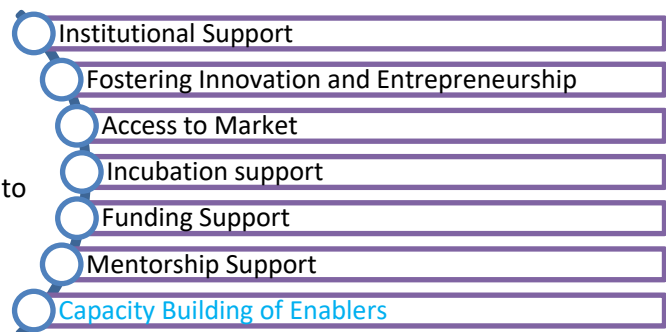 Institutional Support
Fostering Innovation and Entrepreneurship
Access to Market
Incubation support
to
Funding Support
Mentorship Support
Capacity Building of Enablers